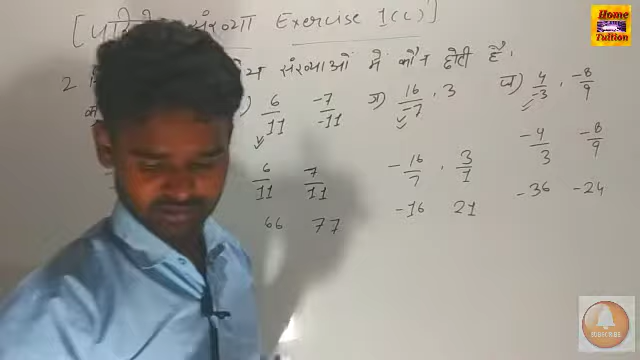 [ संख्या Exercise 1(c) ]
2 संख्याओं में कौन छोटी है.
) 6/11 -7/-11 ज) 16/-7 , 3 4/-3 , -8/9
6/11 7/11 -16/7 , 3/1 -4/3 -8/9
66 77 -16 21 -36 -24
Home
Tuition
SUBSCRIBE